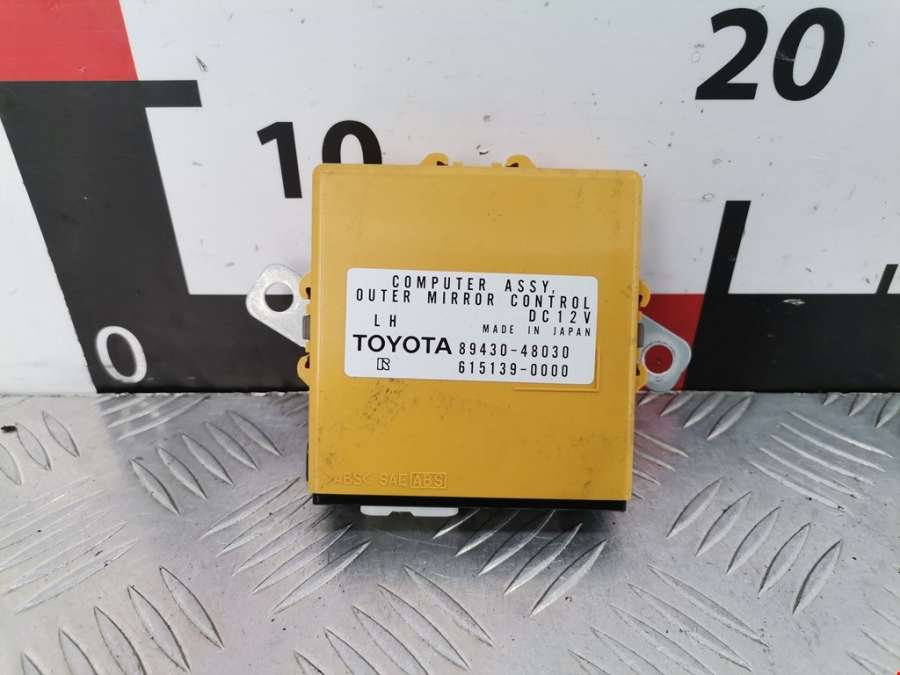 20
10
0
COMPUTER ASSY,
OUTER MIRROR CONTROL
DC12V
LH
MADE IN JAPAN
TOYOTA 89430-48030
R 615139-0000
>ABS< SAE ABS